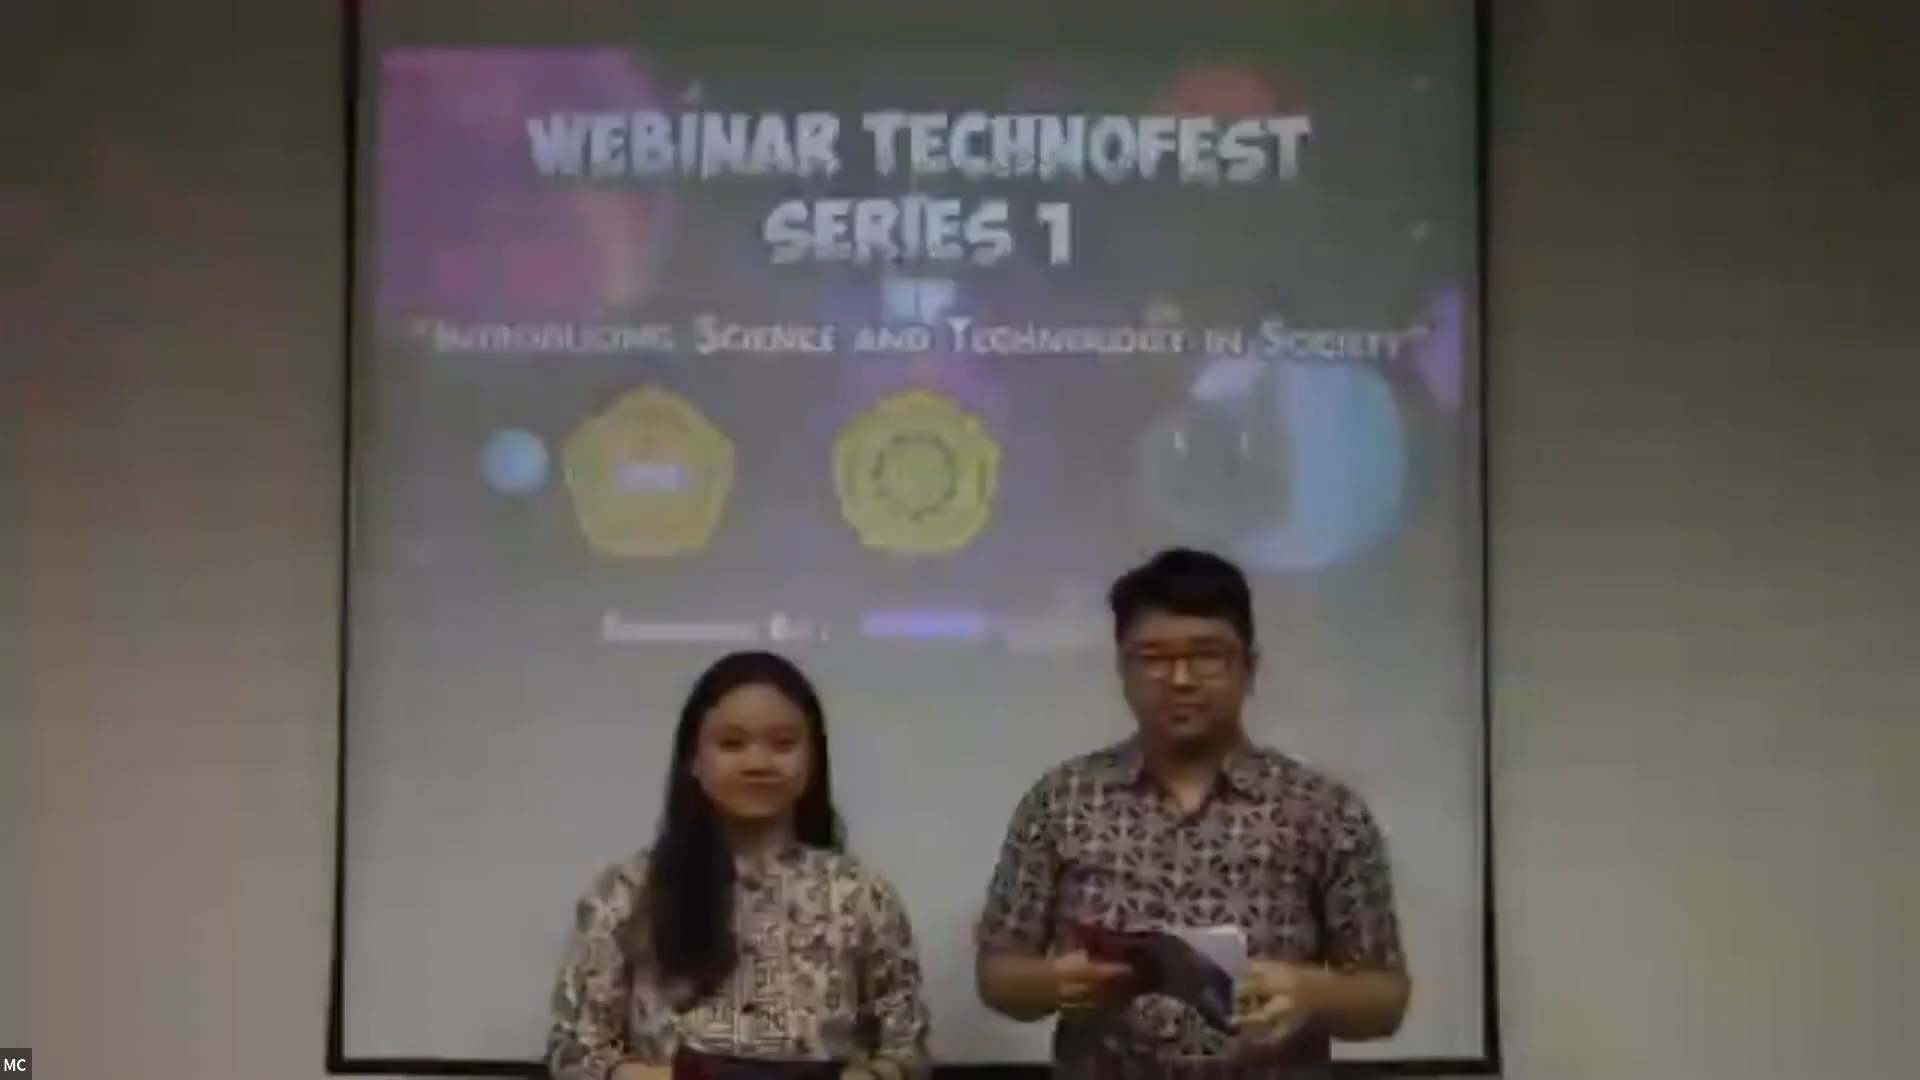 WEBINAR TECHNOFEST
SERIES 1
"INTRODUCING SCIENCE AND TECHNOLOGY IN SOCIETY"
MC